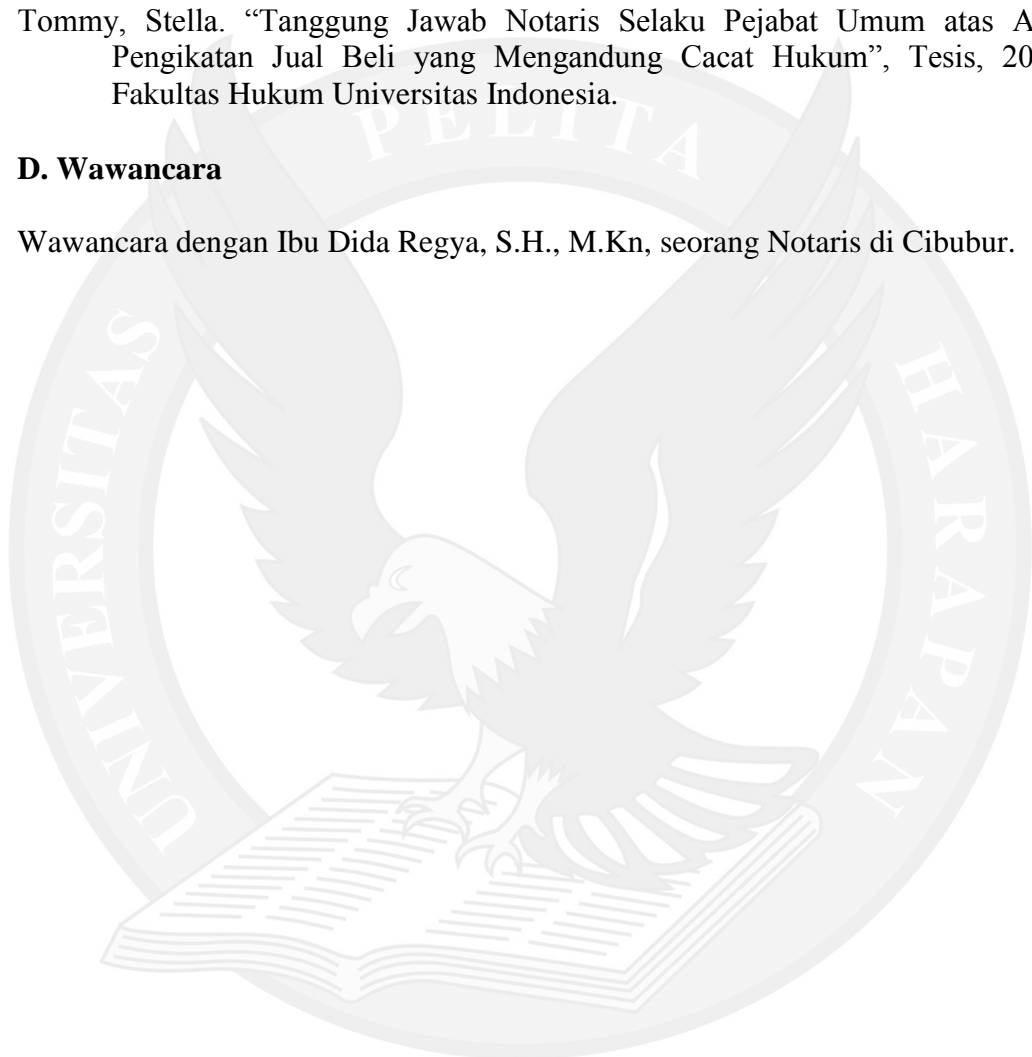 Tommy, Stella. “Tanggung Jawab Notaris Selaku Pejabat Umum atas
Pengikatan Jual Beli yang Mengandung Cacat Hukum”, Tesis,
Fakultas Hukum Universitas Indonesia.
D. Wawancara
Wawancara dengan Ibu Dida Regya, S.H., M.Kn, seorang Notaris di Cibubur.
UNIVERSITAS PELITA HARAPAN